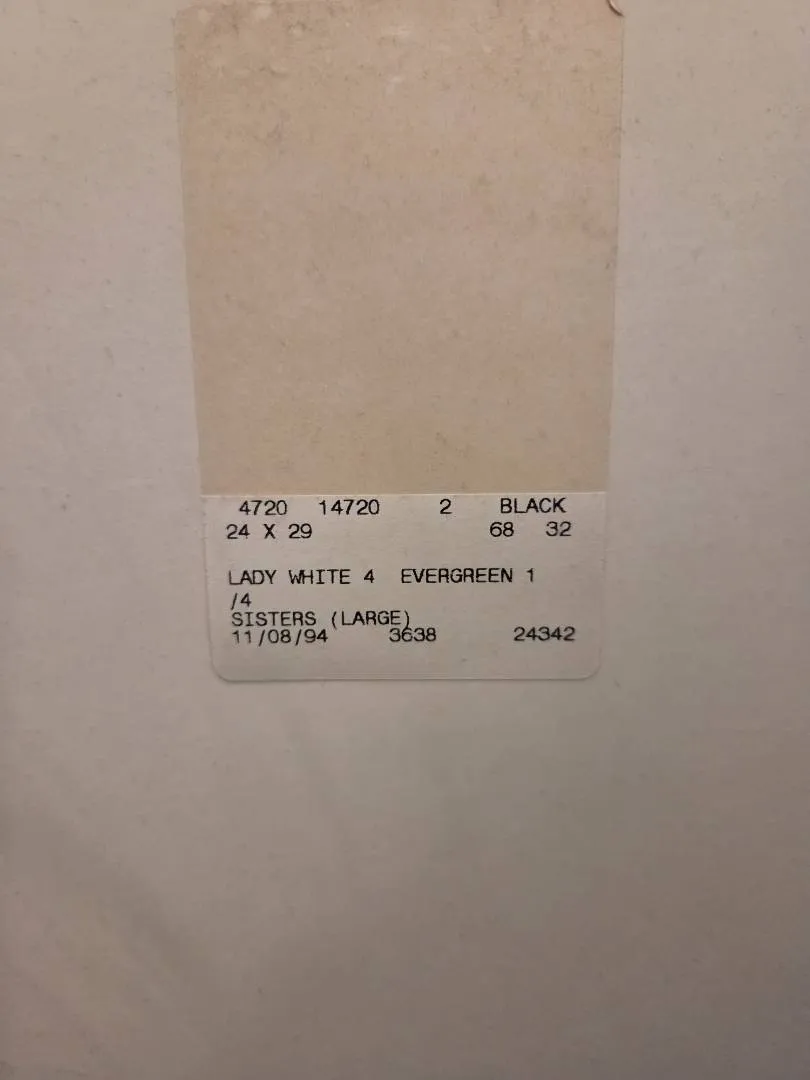 4720 14720 2 BLACK
24 X 29 68 32
LADY WHITE 4 EVERGREEN 1
/4
SISTERS (LARGE)
11/08/94 3638 24342